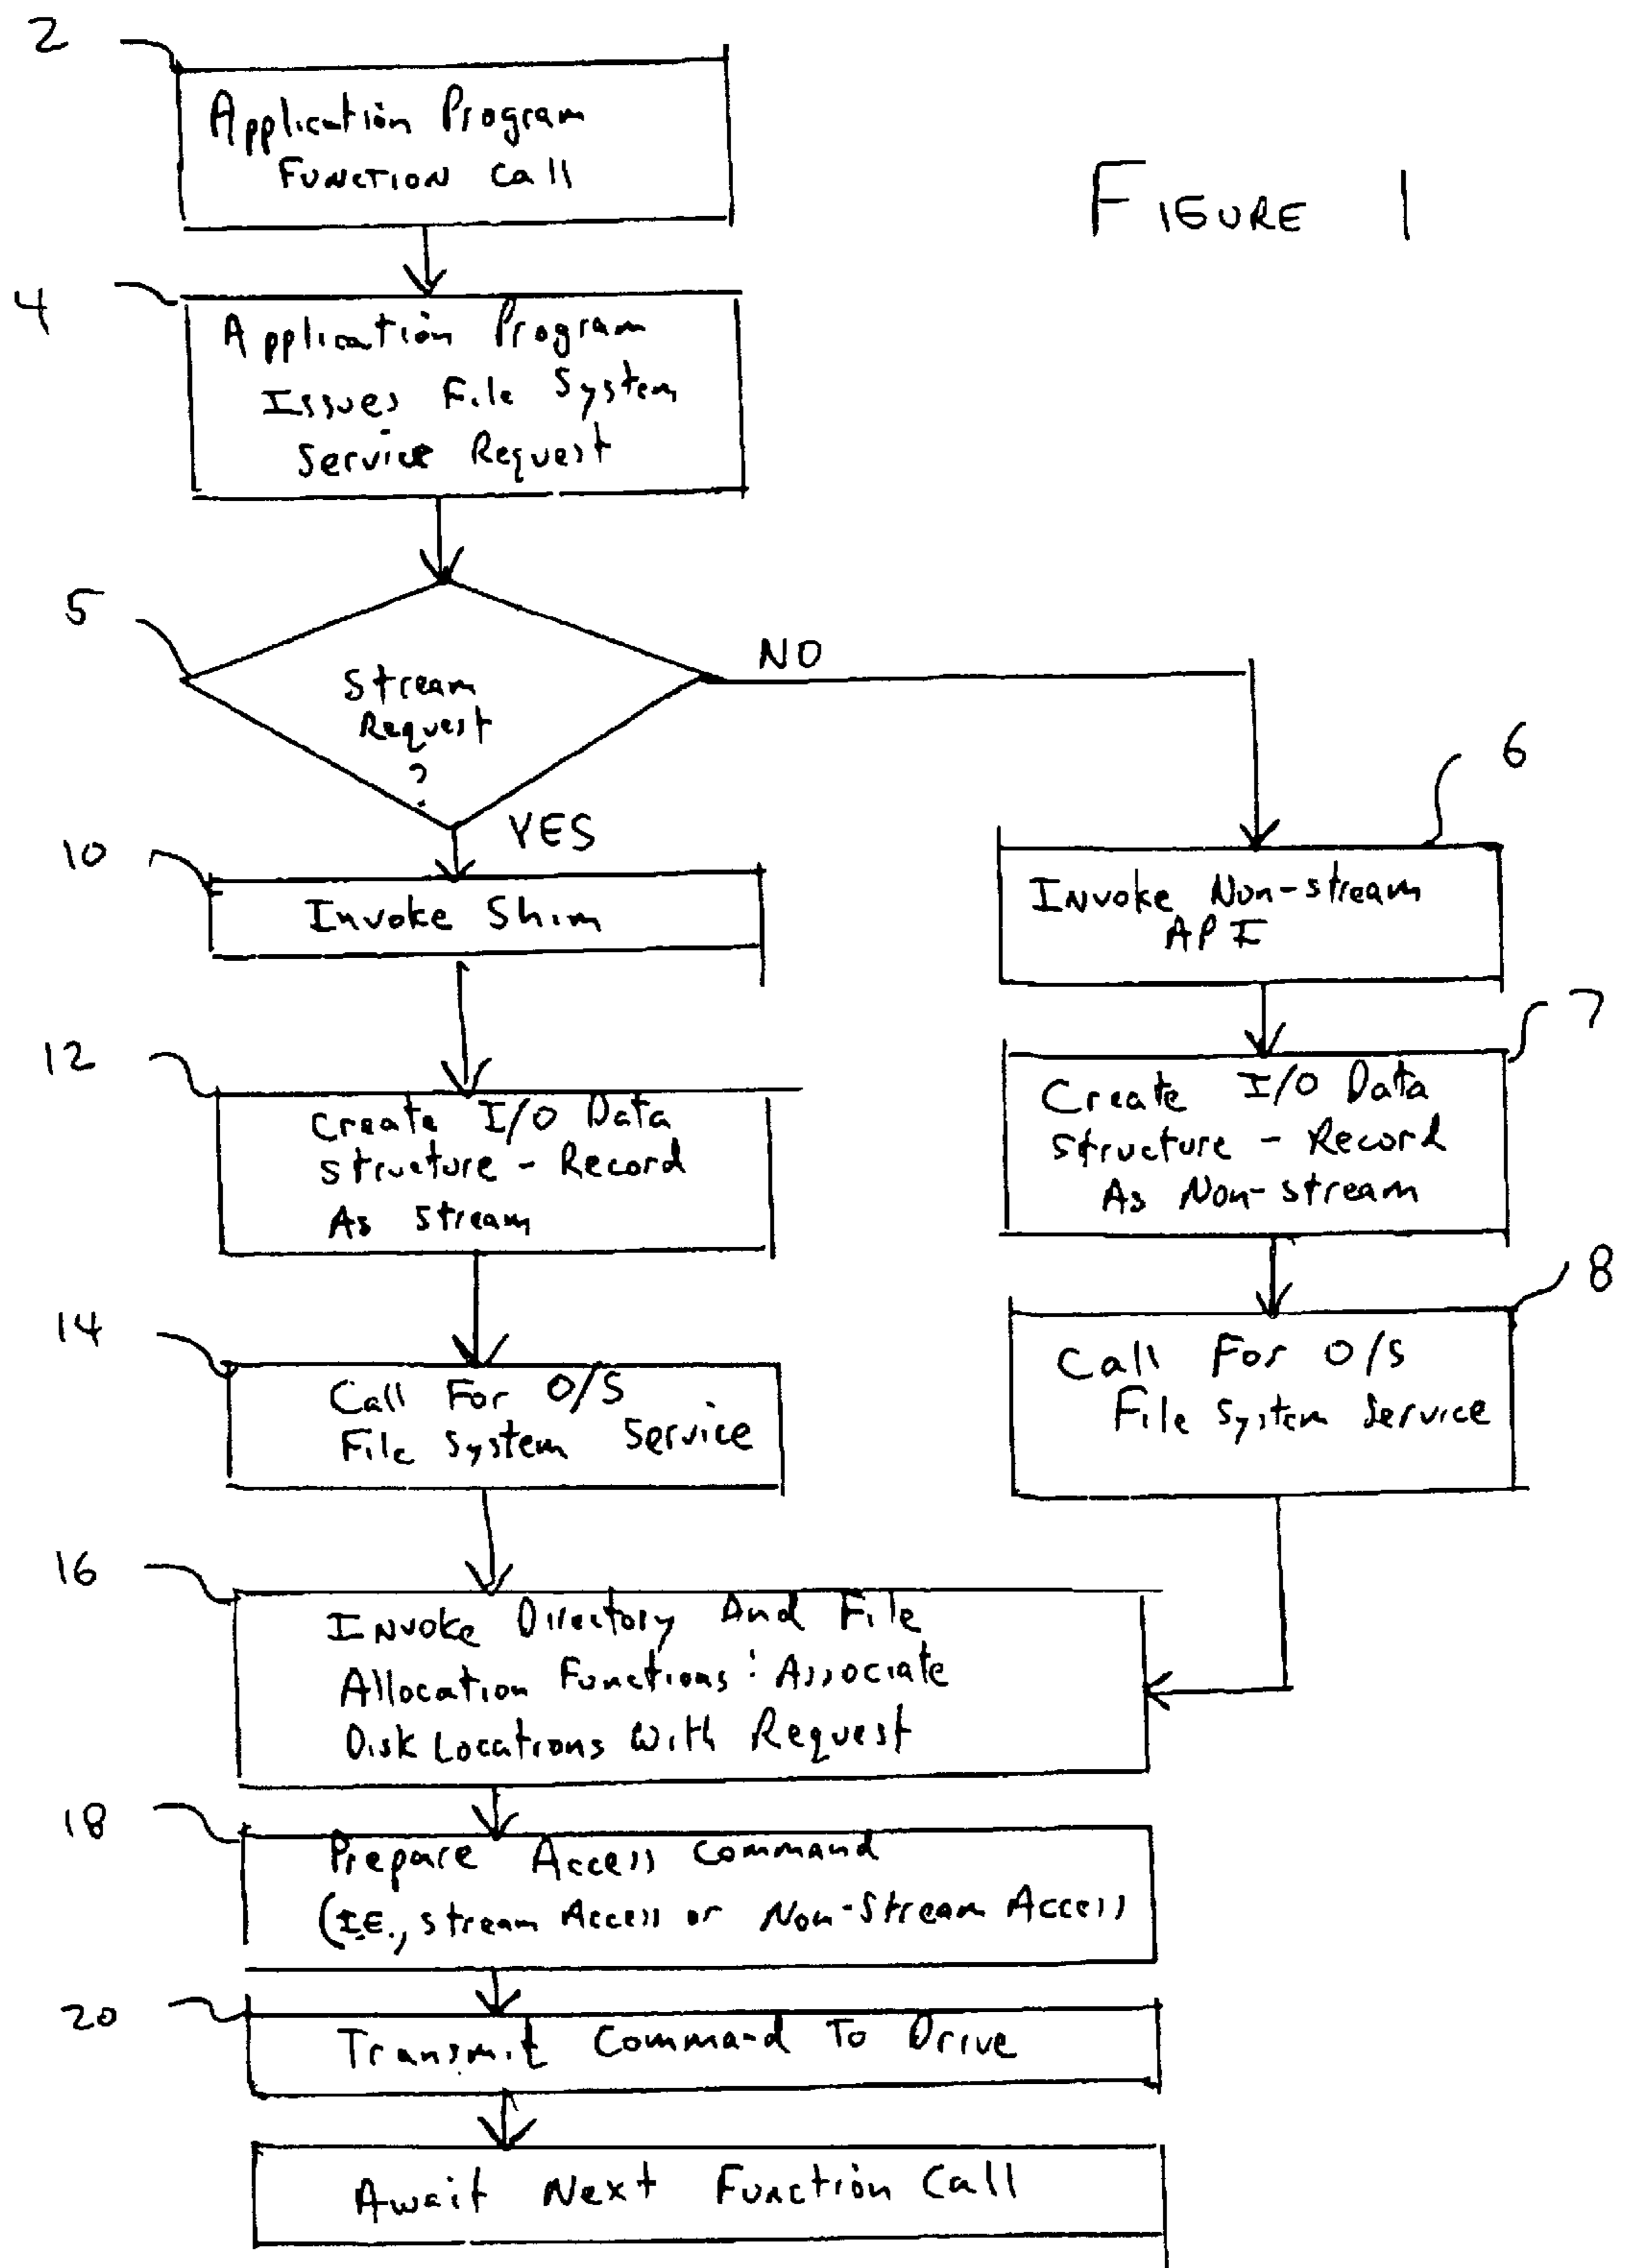 2
Application Program
Function Call
FIGURE 1
4
Application Program
Issues File System
Service Request
5
Stream
Request
?
NO
YES
6
Invoke Non-stream
API
10
Invoke Shim
7
Create I/O Data
Structure - Record
As Non-stream
12
Create I/O Data
Structure - Record
As Stream
8
Call For O/S
File System Service
14
Call For O/S
File System Service
16
Invoke Directory And File
Allocation Functions: Associate
Disk Locations With Request
18
Prepare Access Command
(I.E., Stream Access or Non-Stream Access
20
Transmit Command To Drive
Await Next Function Call